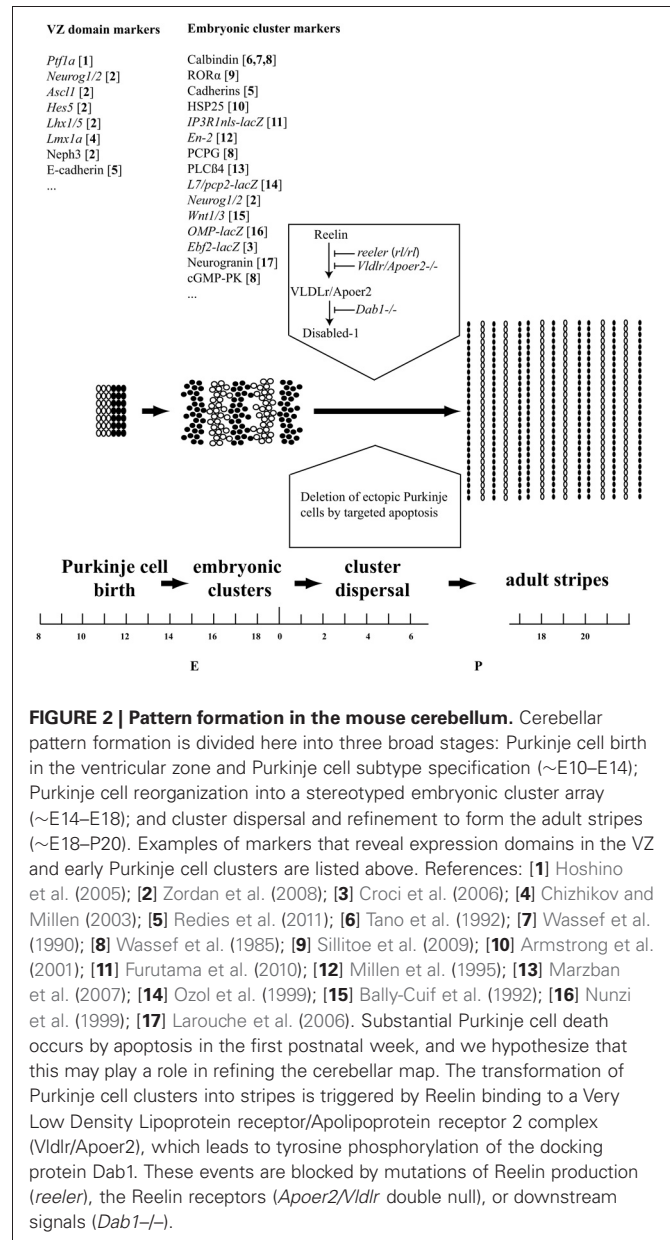 VZ domain markers
Ptf1a [1]
Neurog1/2 [2]
Ascl1 [2]
Hes5 [2]
Lhx1/5 [2]
Lmx1a [4]
Neph3 [2]
E-cadherin [5]
...
Embryonic cluster markers
Calbindin [6,7,8]
RORα [9]
Cadherins [5]
HSP25 [10]
IP3R1nls-lacZ [11]
En-2 [12]
PCPG [8]
PLCß4 [13]
L7/pcp2-lacZ [14]
Neurog1/2 [2]
Wnt1/3 [15]
OMP-lacZ [16]
Ebf2-lacZ [3]
Neurogranin [17]
cGMP-PK [8]
...
Reelin
reeler (rl/rl)
Vldlr/Apoer2-/-
VLDLr/Apoer2
Dab1-/-
Disabled-1
Deletion of ectopic Purkinje
cells by targeted apoptosis
Purkinje cell
birth
embryonic
clusters
cluster
dispersal
adult stripes
8 10 12 14 16 18 0 2 4 6 18 20
E P
FIGURE 2 | Pattern formation in the mouse cerebellum. Cerebellar
pattern formation is divided here into three broad stages: Purkinje cell birth
in the ventricular zone and Purkinje cell subtype specification (∼E10–E14);
Purkinje cell reorganization into a stereotyped embryonic cluster array
(∼E14–E18); and cluster dispersal and refinement to form the adult stripes
(∼E18–P20). Examples of markers that reveal expression domains in the VZ
and early Purkinje cell clusters are listed above. References: [1] Hoshino
et al. (2005); [2] Zordan et al. (2008); [3] Croci et al. (2006); [4] Chizhikov and
Millen (2003); [5] Redies et al. (2011); [6] Tano et al. (1992); [7] Wassef et al.
(1990); [8] Wassef et al. (1985); [9] Sillitoe et al. (2009); [10] Armstrong et al.
(2001); [11] Furutama et al. (2010); [12] Millen et al. (1995); [13] Marzban
et al. (2007); [14] Ozol et al. (1999); [15] Bally-Cuif et al. (1992); [16] Nunzi
et al. (1999); [17] Larouche et al. (2006). Substantial Purkinje cell death
occurs by apoptosis in the first postnatal week, and we hypothesize that
this may play a role in refining the cerebellar map. The transformation of
Purkinje cell clusters into stripes is triggered by Reelin binding to a Very
Low Density Lipoprotein receptor/Apolipoprotein receptor 2 complex
(Vldlr/Apoer2), which leads to tyrosine phosphorylation of the docking
protein Dab1. These events are blocked by mutations of Reelin production
(reeler), the Reelin receptors (Apoer2/Vldlr double null), or downstream
signals (Dab1–/–).